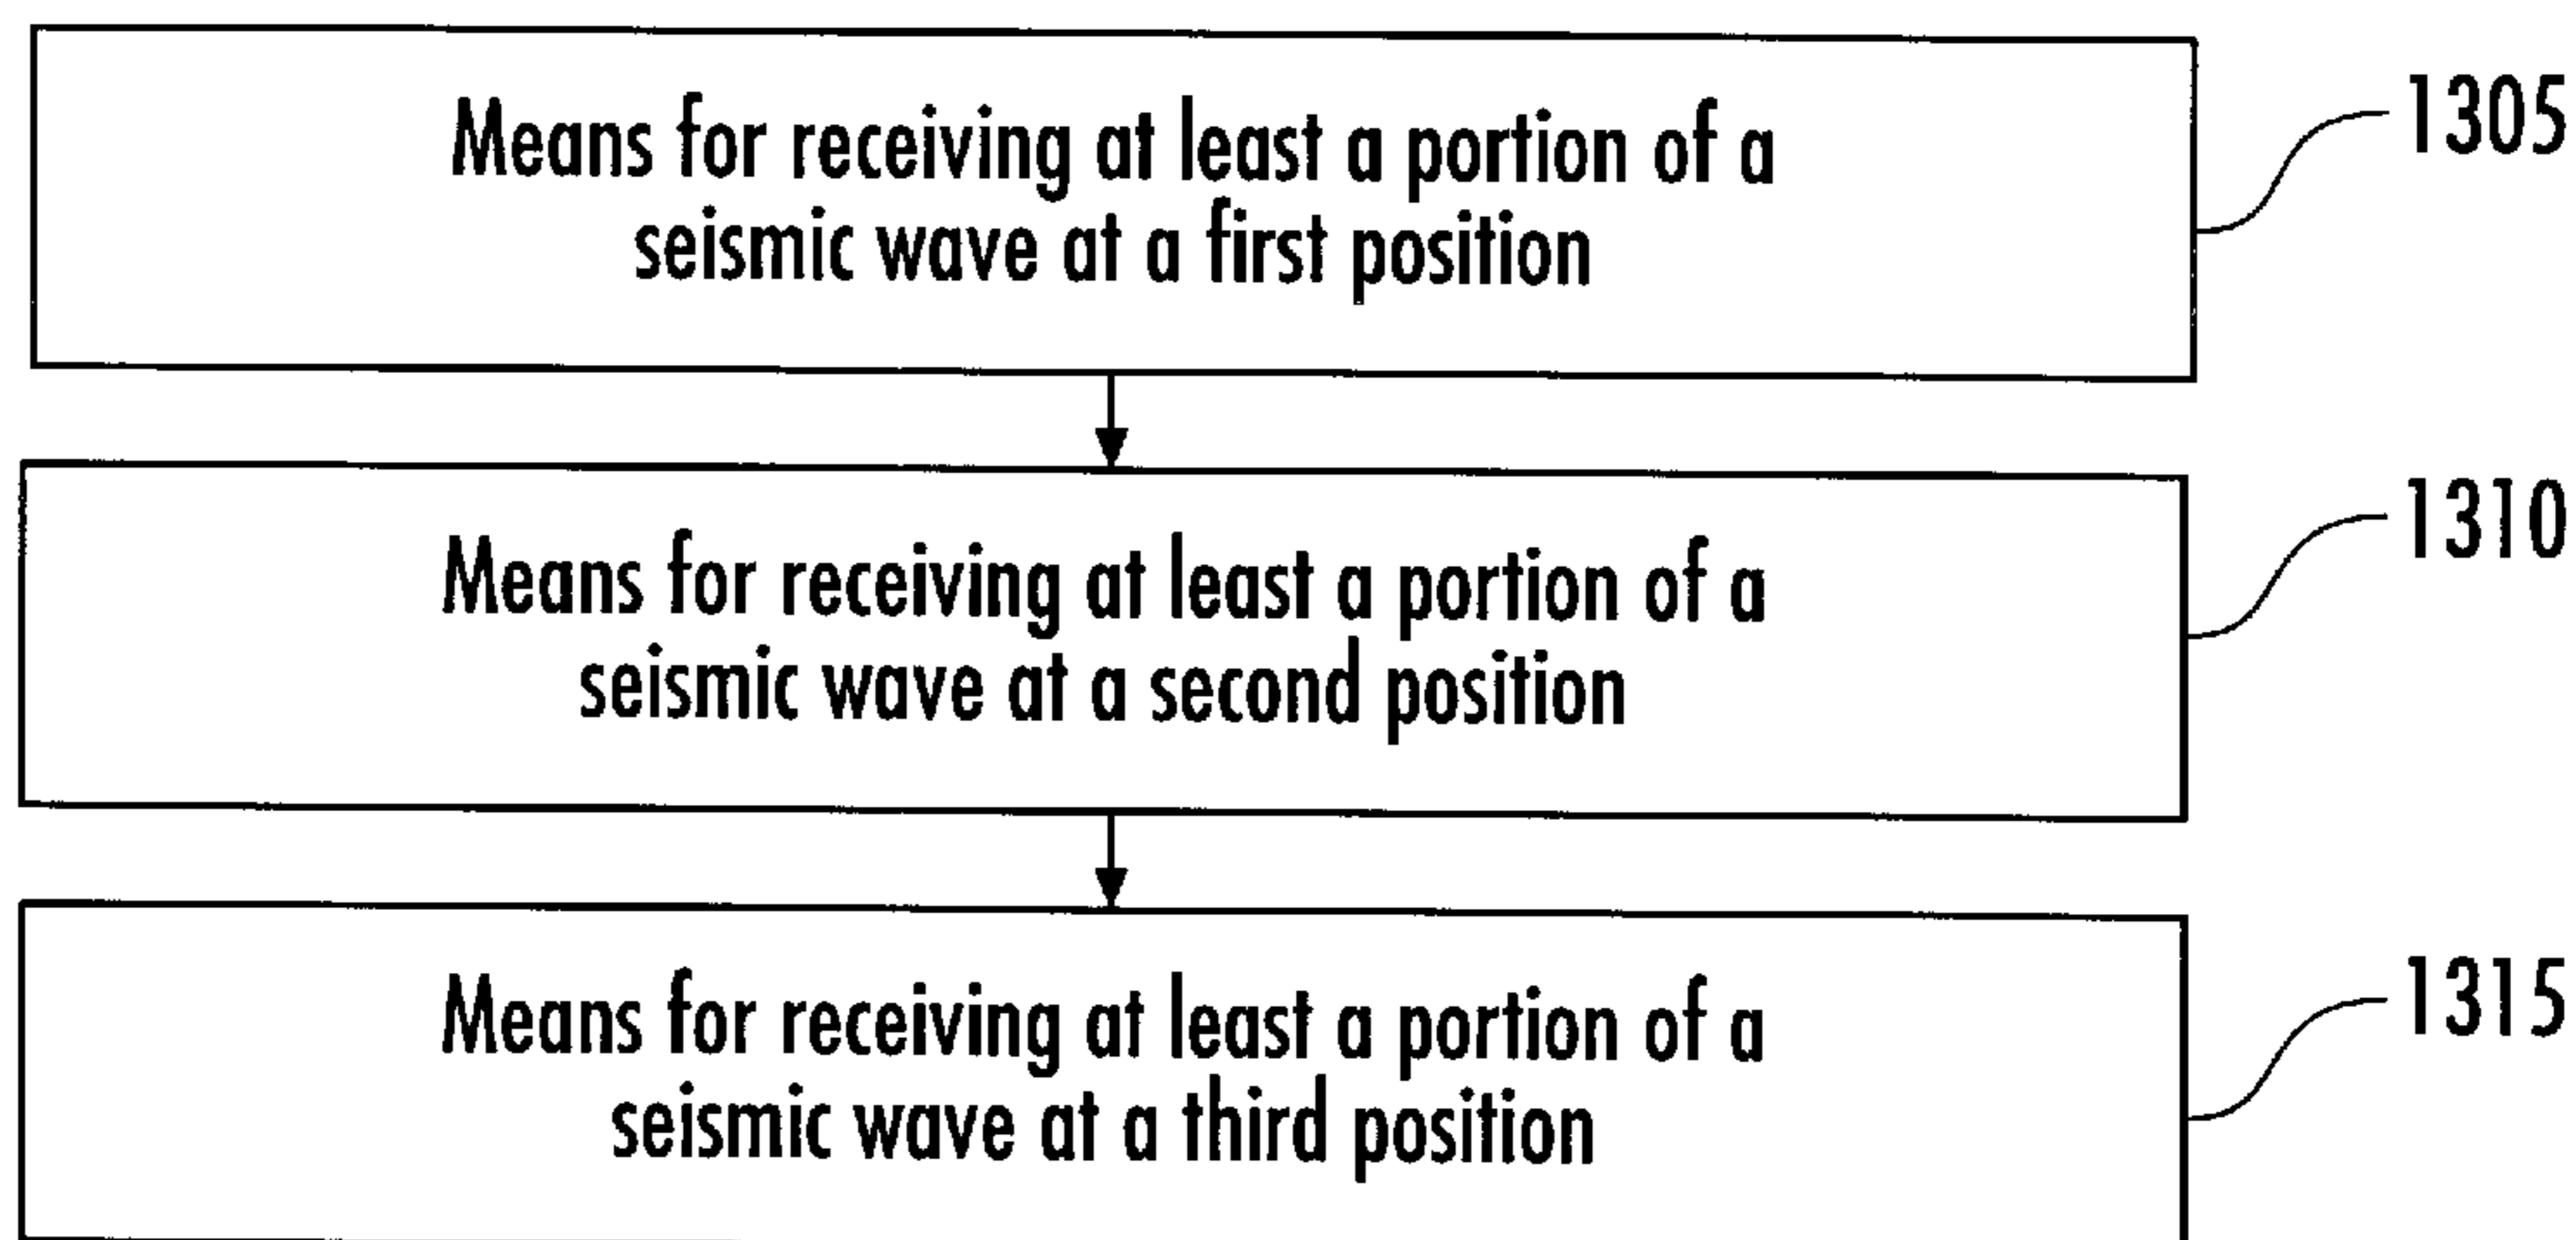 Means for receiving at least a portion of a
seismic wave at a first position
1305
Means for receiving at least a portion of a
seismic wave at a second position
1310
Means for receiving at least a portion of a
seismic wave at a third position
1315